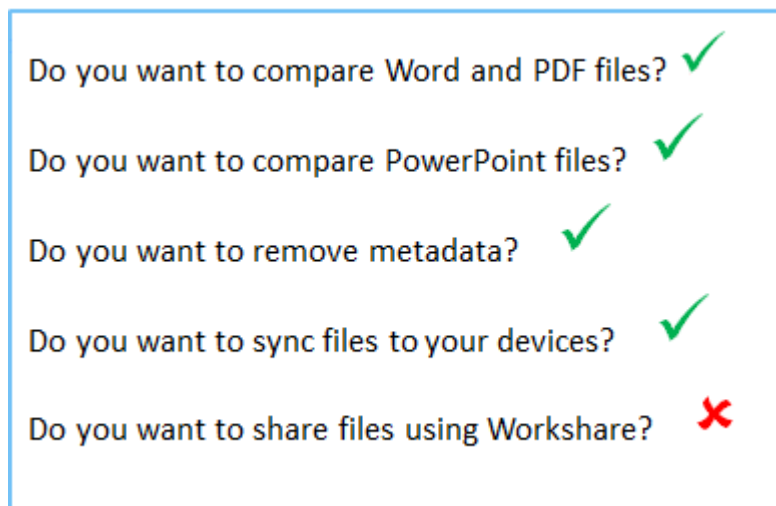 Do you want to compare Word and PDF files?
Do you want to compare PowerPoint files?
Do you want to remove metadata?
Do you want to sync files to your devices?
Do you want to share files using Workshare?